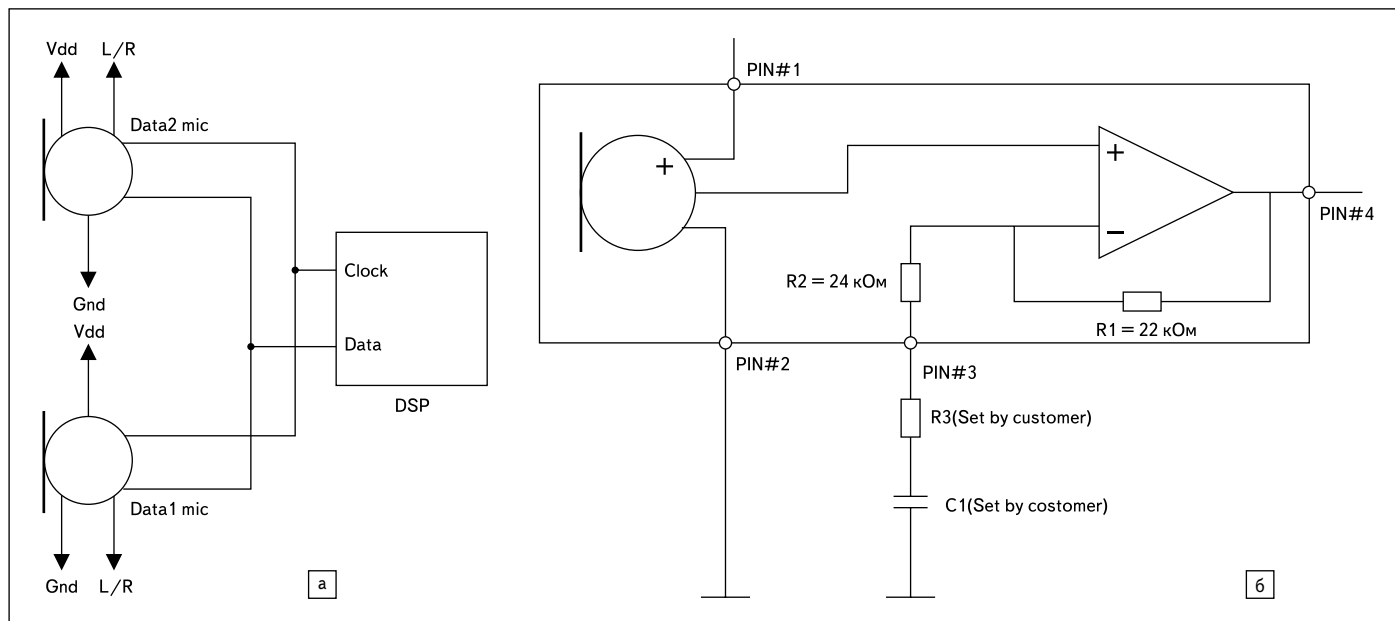 Vdd
L/R
Data2 mic
Gnd
Vdd
Clock
Data
DSP
Data1 mic
Gnd
L/R
а
PIN#1
+
+
−
PIN#4
R2 = 24 кОм
R1 = 22 кОм
PIN#2
PIN#3
R3(Set by customer)
C1(Set by costomer)
б